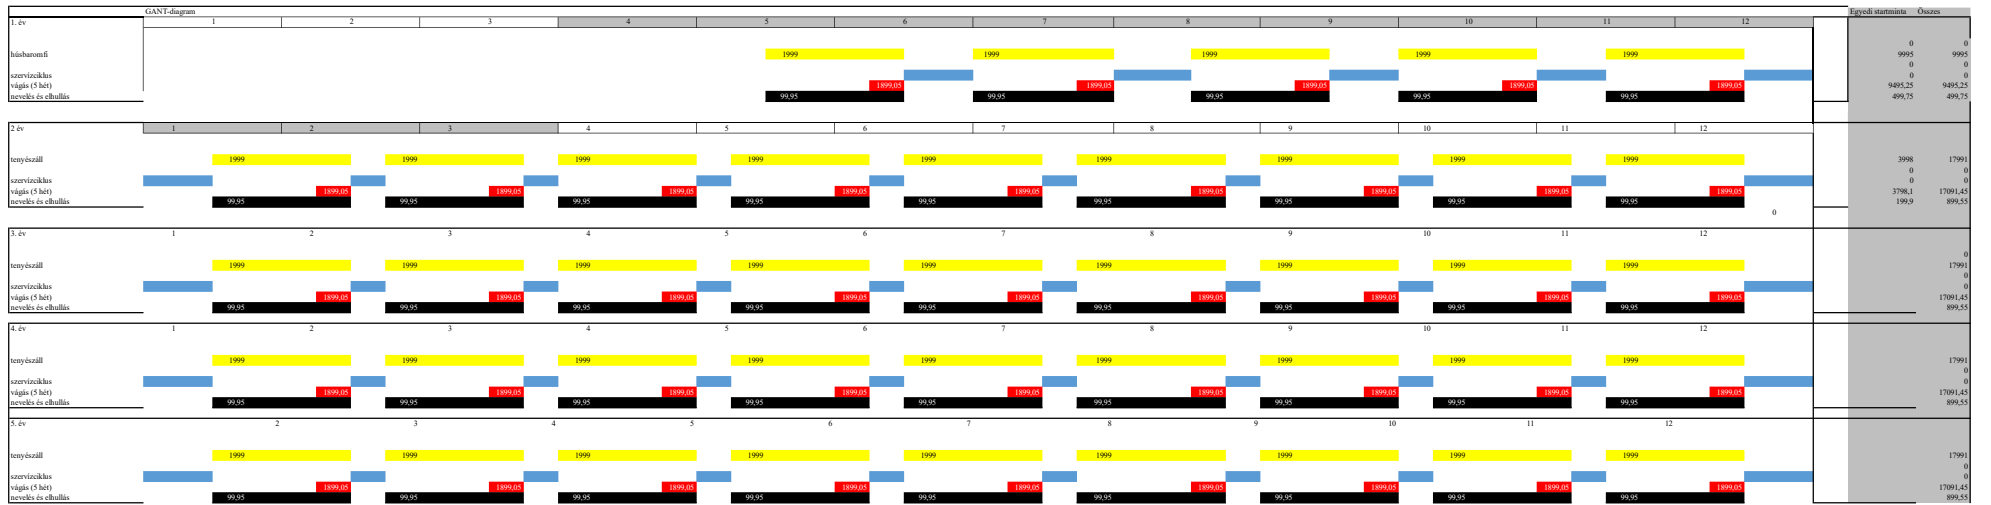 GANT-diagram Egyedi startminta Összes
1. év 1 2 3 4 5 6 7 8 9 10 11 12
0 0
húsbaromfi 1999 1999 1999 1999 1999 9995 9995
0 0
szervízciklus 0 0
vágás (5 hét) 1899,05 1899,05 1899,05 1899,05 1899,05 9495,25 9495,25
nevelés és elhullás 99,95 99,95 99,95 99,95 99,95 499,75 499,75
2 év 1 2 3 4 5 6 7 8 9 10 11 12
tenyészáll 1999 1999 1999 1999 1999 1999 1999 1999 1999 3998 17991
0 0
szervízciklus 0 0
vágás (5 hét) 1899,05 1899,05 1899,05 1899,05 1899,05 1899,05 1899,05 1899,05 1899,05 3798,1 17091,45
nevelés és elhullás 99,95 99,95 99,95 99,95 99,95 99,95 99,95 99,95 99,95 199,9 899,55
0
3. év 1 2 3 4 5 6 7 8 9 10 11 12
0
tenyészáll 1999 1999 1999 1999 1999 1999 1999 1999 1999 17991
0
szervízciklus 0
vágás (5 hét) 1899,05 1899,05 1899,05 1899,05 1899,05 1899,05 1899,05 1899,05 1899,05 17091,45
nevelés és elhullás 99,95 99,95 99,95 99,95 99,95 99,95 99,95 99,95 99,95 899,55
4. év 1 2 3 4 5 6 7 8 9 10 11 12
tenyészáll 1999 1999 1999 1999 1999 1999 1999 1999 1999 17991
0
szervízciklus 0
vágás (5 hét) 1899,05 1899,05 1899,05 1899,05 1899,05 1899,05 1899,05 1899,05 1899,05 17091,45
nevelés és elhullás 99,95 99,95 99,95 99,95 99,95 99,95 99,95 99,95 99,95 899,55
5. év 2 3 4 5 6 7 8 9 10 11 12
tenyészáll 1999 1999 1999 1999 1999 1999 1999 1999 1999 17991
0
szervízciklus 0
vágás (5 hét) 1899,05 1899,05 1899,05 1899,05 1899,05 1899,05 1899,05 1899,05 1899,05 17091,45
nevelés és elhullás 99,95 99,95 99,95 99,95 99,95 99,95 99,95 99,95 99,95 899,55